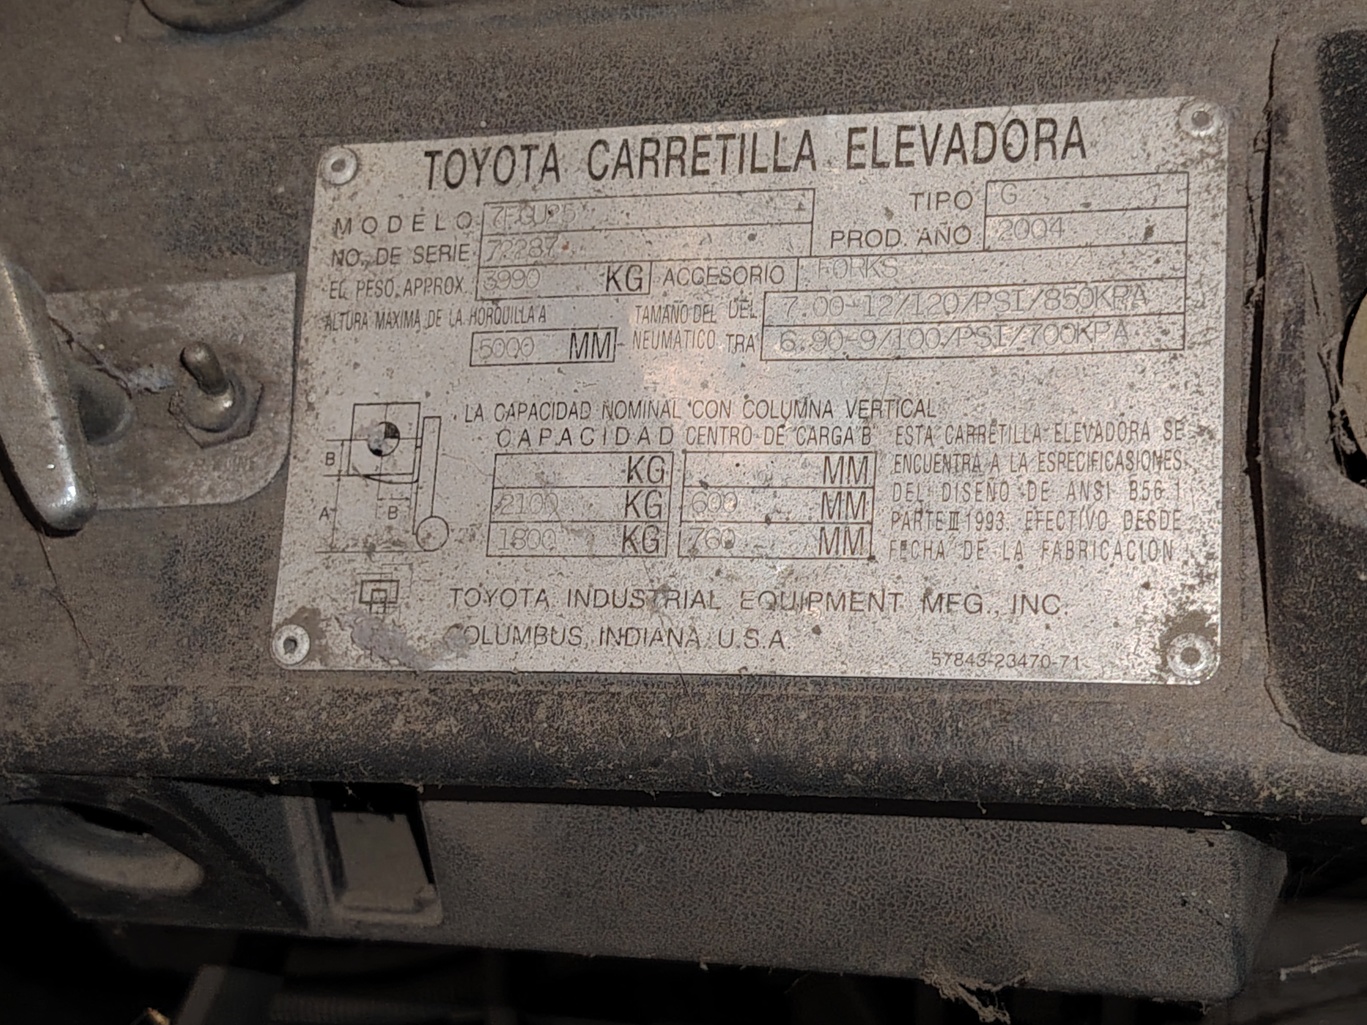 TOYOTA CARRETILLA ELEVADORA
MODELO 7FGU25 TIPO G
NO. DE SERIE 72287 PROD. AÑO 2004
EL PESO. APPROX. 3990 KG ACCESORIO FORKS
ALTURA MAXIMA DE LA HORQUILLA A TAMAÑO DEL DEL 7.00-12/120/PSI/850KPA
5000 MM NEUMATICO TRA 6.90-9/100/PSI/700KPA
LA CAPACIDAD NOMINAL CON COLUMNA VERTICAL
CAPACIDAD CENTRO DE CARGA B
KG MM
2100 KG 600 MM
1800 KG 760 MM
ESTA CARRETILLA ELEVADORA SE
ENCUENTRA A LA ESPECIFICASIONES
DEL DISEÑO DE ANSI B56.1
PARTE III 1993. EFECTIVO DESDE
FECHA DE LA FABRICACION
B
A B
TOYOTA INDUSTRIAL EQUIPMENT MFG., INC.
COLUMBUS, INDIANA. U.S.A.
57843-23470-71